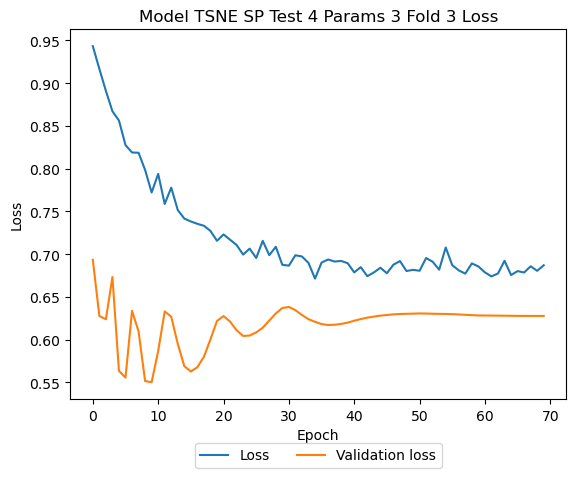 Model TSNE SP Test 4 Params 3 Fold 3 Loss
0.95
0.90
0.85
0.80
0.75
0.70
0.65
0.60
0.55
Loss
0 10 20 30 40 50 60 70
Epoch
Loss Validation loss